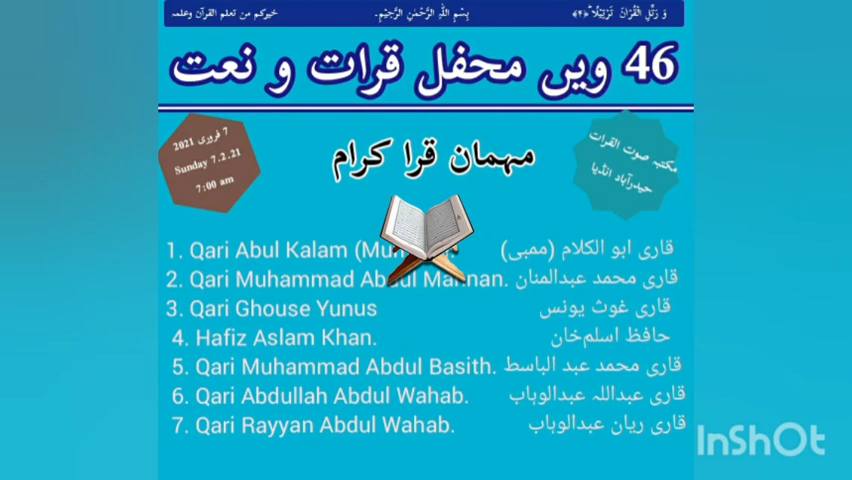 وَ رَتِّلِ الْقُرْاٰنَ تَرْتِیْلًاؕ ﴿۴﴾
بِسْمِ اللّٰهِ الرَّحْمٰنِ الرَّحِيْمِ۔
خیرکم من تعلم القرآن وعلمہ
46 ویں محفل قرات و نعت
7 فروری 2021
Sunday 7.2.21
7:00 am
مہمان قرا کرام
مکتبہ صوت القرات
حیدرآباد انڈیا
1. Qari Abul Kalam قاری ابو الکلام (ممبی)
2. Qari Muhammad قاری محمد عبدالمنان
3. Qari Ghouse Yunus قاری غوث یونس
4. Hafiz Aslam Khan. حافظ اسلم خان
5. Qari Muhammad Abdul Basith. قاری محمد عبد الباسط
6. Qari Abdullah Abdul Wahab. قاری عبداللہ عبدالوہاب
7. Qari Rayyan Abdul Wahab. قاری ریان عبدالوہاب
InShOt